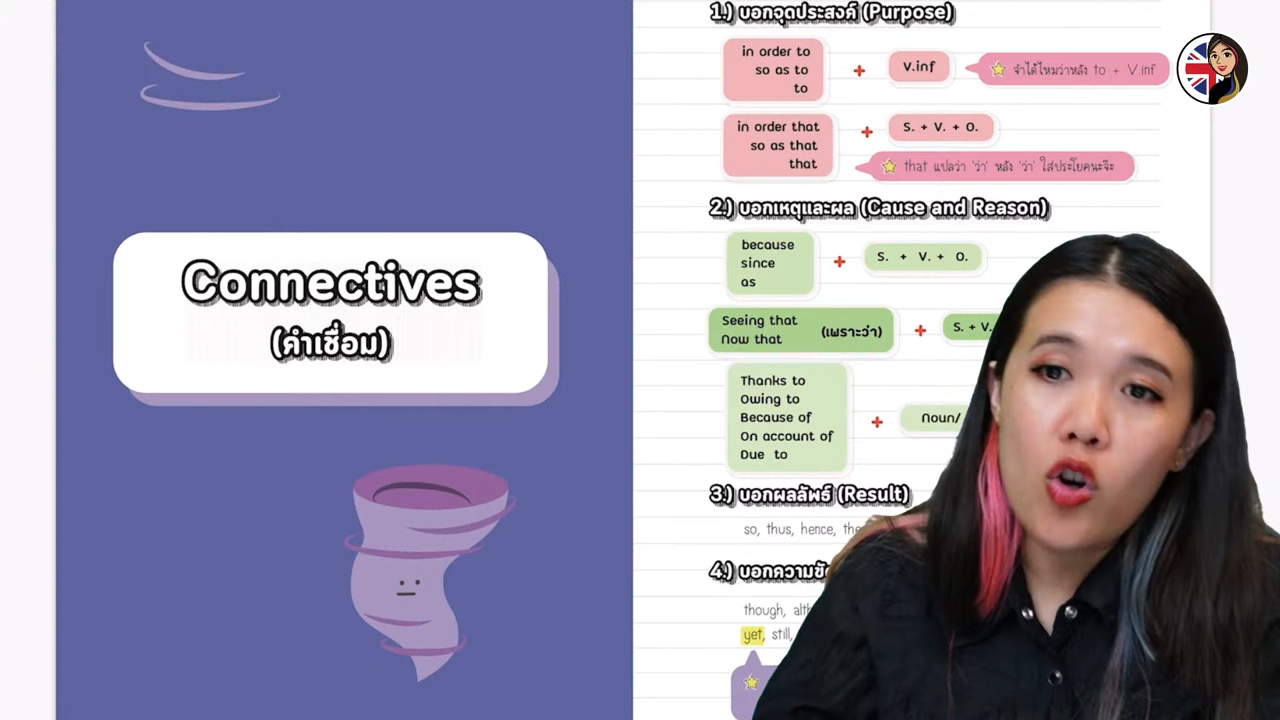 Connectives
(คำเชื่อม)
1.) บอกจุดประสงค์ (Purpose)
in order to
so as to
to
+ V.inf
จำได้ไหมว่าหลัง to + V.inf
in order that
so as that
that
+ S. + V. + O.
that แปลว่า 'ว่า' หลัง 'ว่า' ใส่ประโยคนะจ๊ะ
2.) บอกเหตุและผล (Cause and Reason)
because
since
as
+ S. + V. + O.
Seeing that
Now that
(เพราะว่า)
+ S. + V.
Thanks to
Owing to
Because of
On account of
Due to
+ Noun/
3.) บอกผลลัพธ์ (Result)
so, thus, hence,
4.) บอกความ
though,
yet, still,